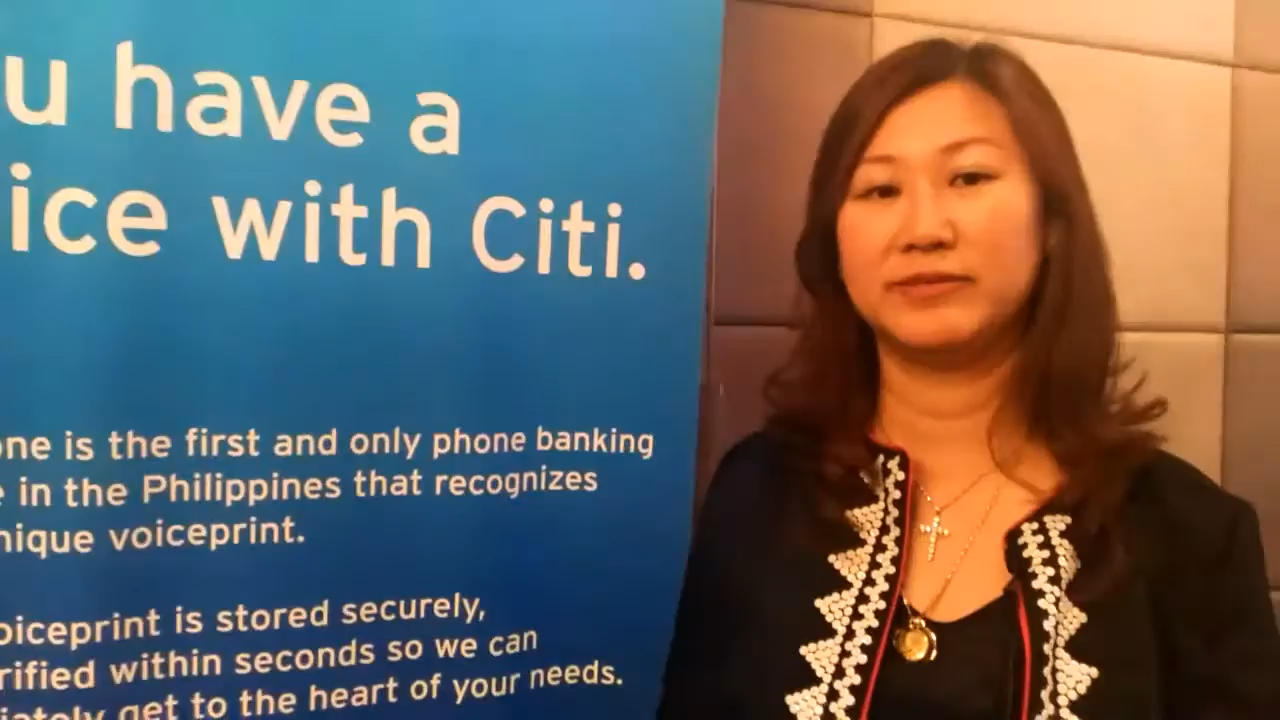 u have a
ice with Citi.
one is the first and only phone banking
e in the Philippines that recognizes
nique voiceprint.
oiceprint is stored securely,
rified within seconds so we can
iately get to the heart of your needs.